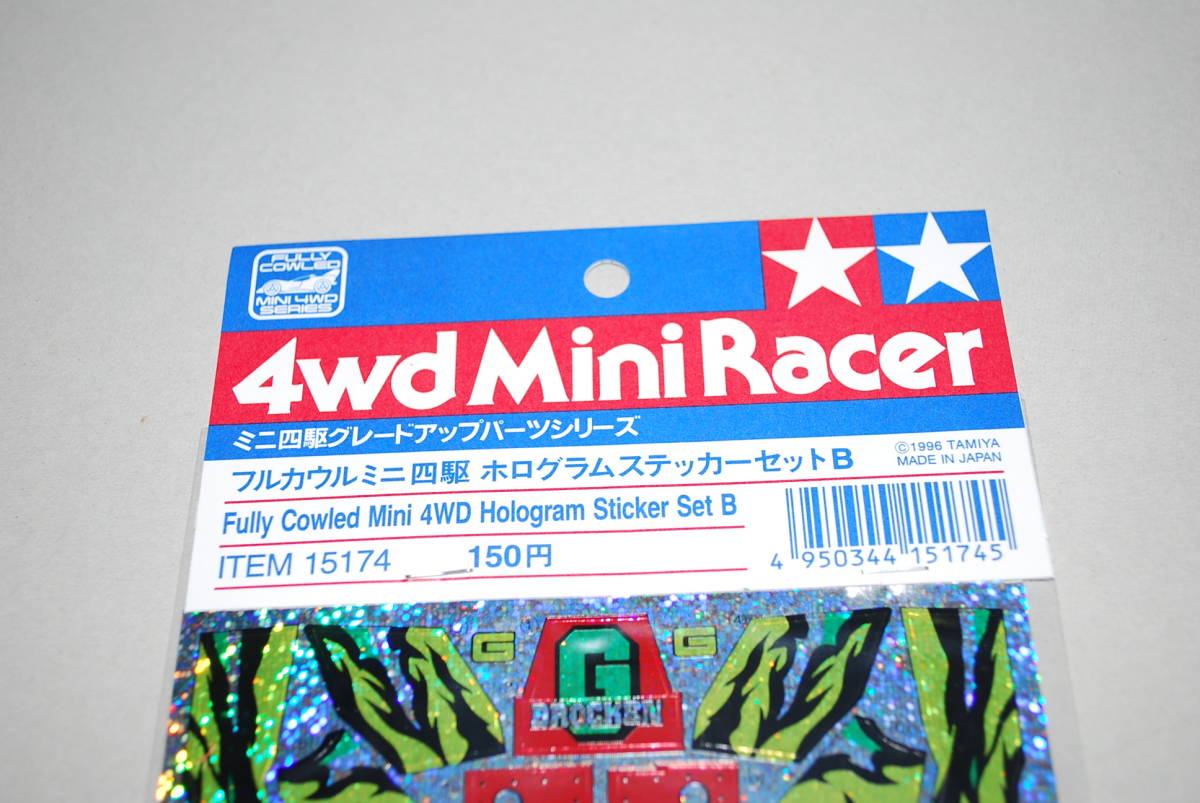 FULLY
COWLED
MINI 4WD
SERIES
4wd Mini Racer
ミニ四駆グレードアップパーツシリーズ
フルカウルミニ四駆 ホログラムステッカーセットB
©1996 TAMIYA
MADE IN JAPAN
Fully Cowled Mini 4WD Hologram Sticker Set B
ITEM 15174 150円
4 950344 151745
G G G
BROCKEN